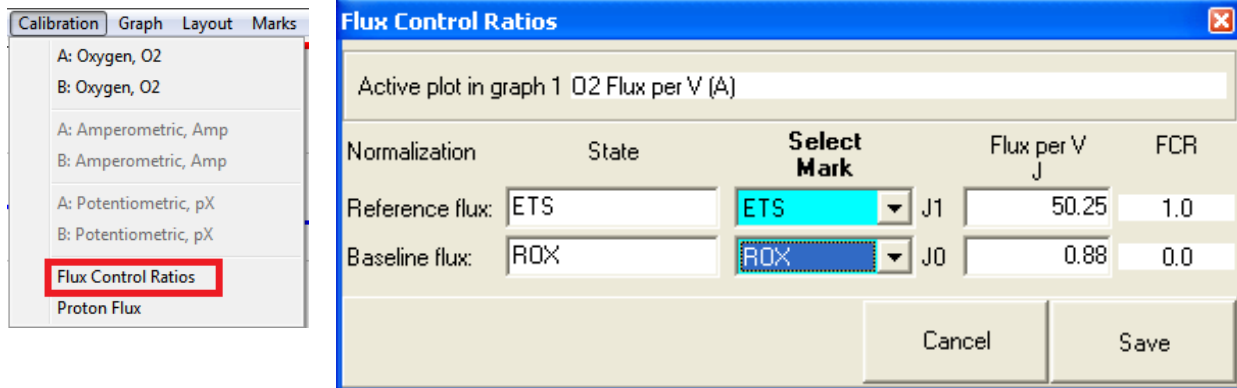 Calibration Graph Layout Marks
A: Oxygen, O2
B: Oxygen, O2
A: Amperometric, Amp
B: Amperometric, Amp
A: Potentiometric, pX
B: Potentiometric, pX
Flux Control Ratios
Proton Flux
Flux Control Ratios
Active plot in graph 1 O2 Flux per V (A)
Normalization State Select Mark Flux per V J FCR
Reference flux: ETS ETS J1 50.25 1.0
Baseline flux: ROX ROX J0 0.88 0.0
Cancel Save